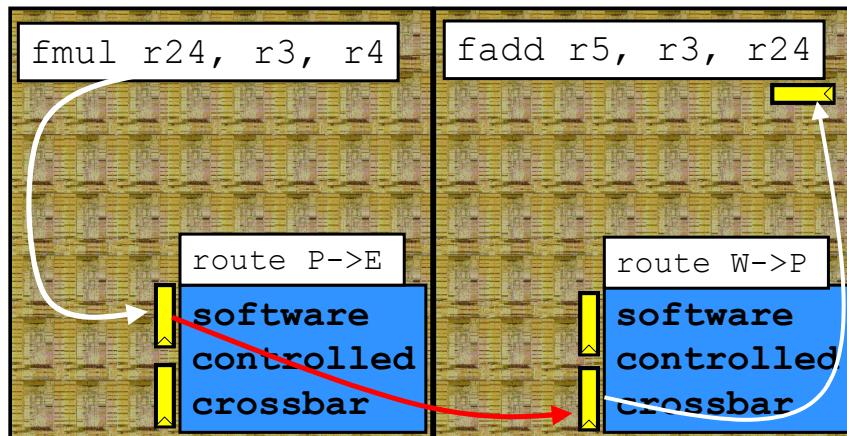 fmul r24, r3, r4
route P->E
software
controlled
crossbar
fadd r5, r3, r24
route W->P
software
controlled
crossbar